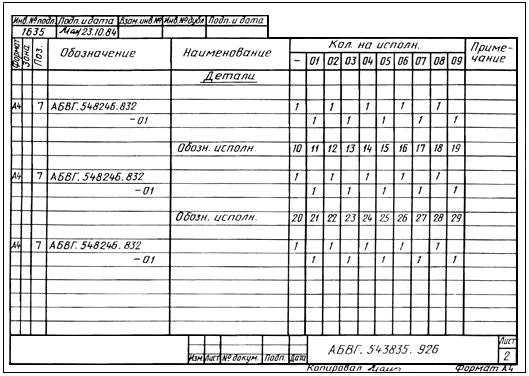 Инв.№подл. Подп. и дата Взам.инв.№ Инв.№дубл. Подп. и дата
1635 23.10.84
Формат Зона Поз. Обозначение Наименование Кол. на исполн. Примечание
– 01 02 03 04 05 06 07 08 09
Детали
А4 7 АБВГ.548246.832 1 1 1 1 1
–01 1 1 1 1 1
Обозн. исполн. 10 11 12 13 14 15 16 17 18 19
А4 7 АБВГ.548246.832 1 1 1 1 1
–01 1 1 1 1 1
Обозн. исполн. 20 21 22 23 24 25 26 27 28 29
А4 7 АБВГ.548246.832 1 1 1 1 1
–01 1 1 1 1 1
АБВГ. 543835. 926 Лист
2
Изм Лист № докум. Подп. Дата
Копировал Формат А4